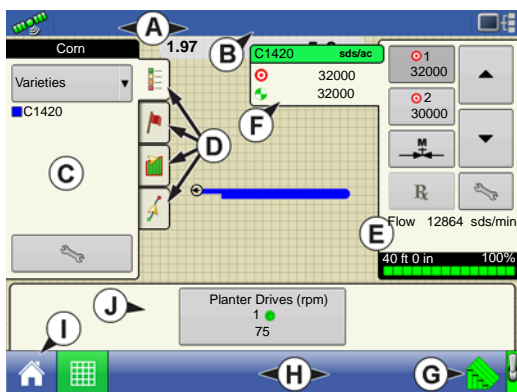 A
B
Corn
1.97
C1420 sds/ac
32000
32000
F
Varieties
C1420
C
D
1
32000
2
30000
M
Rx
Flow 12864 sds/min
E
40 ft 0 in 100%
J
Planter Drives (rpm)
1
75
I
H
G